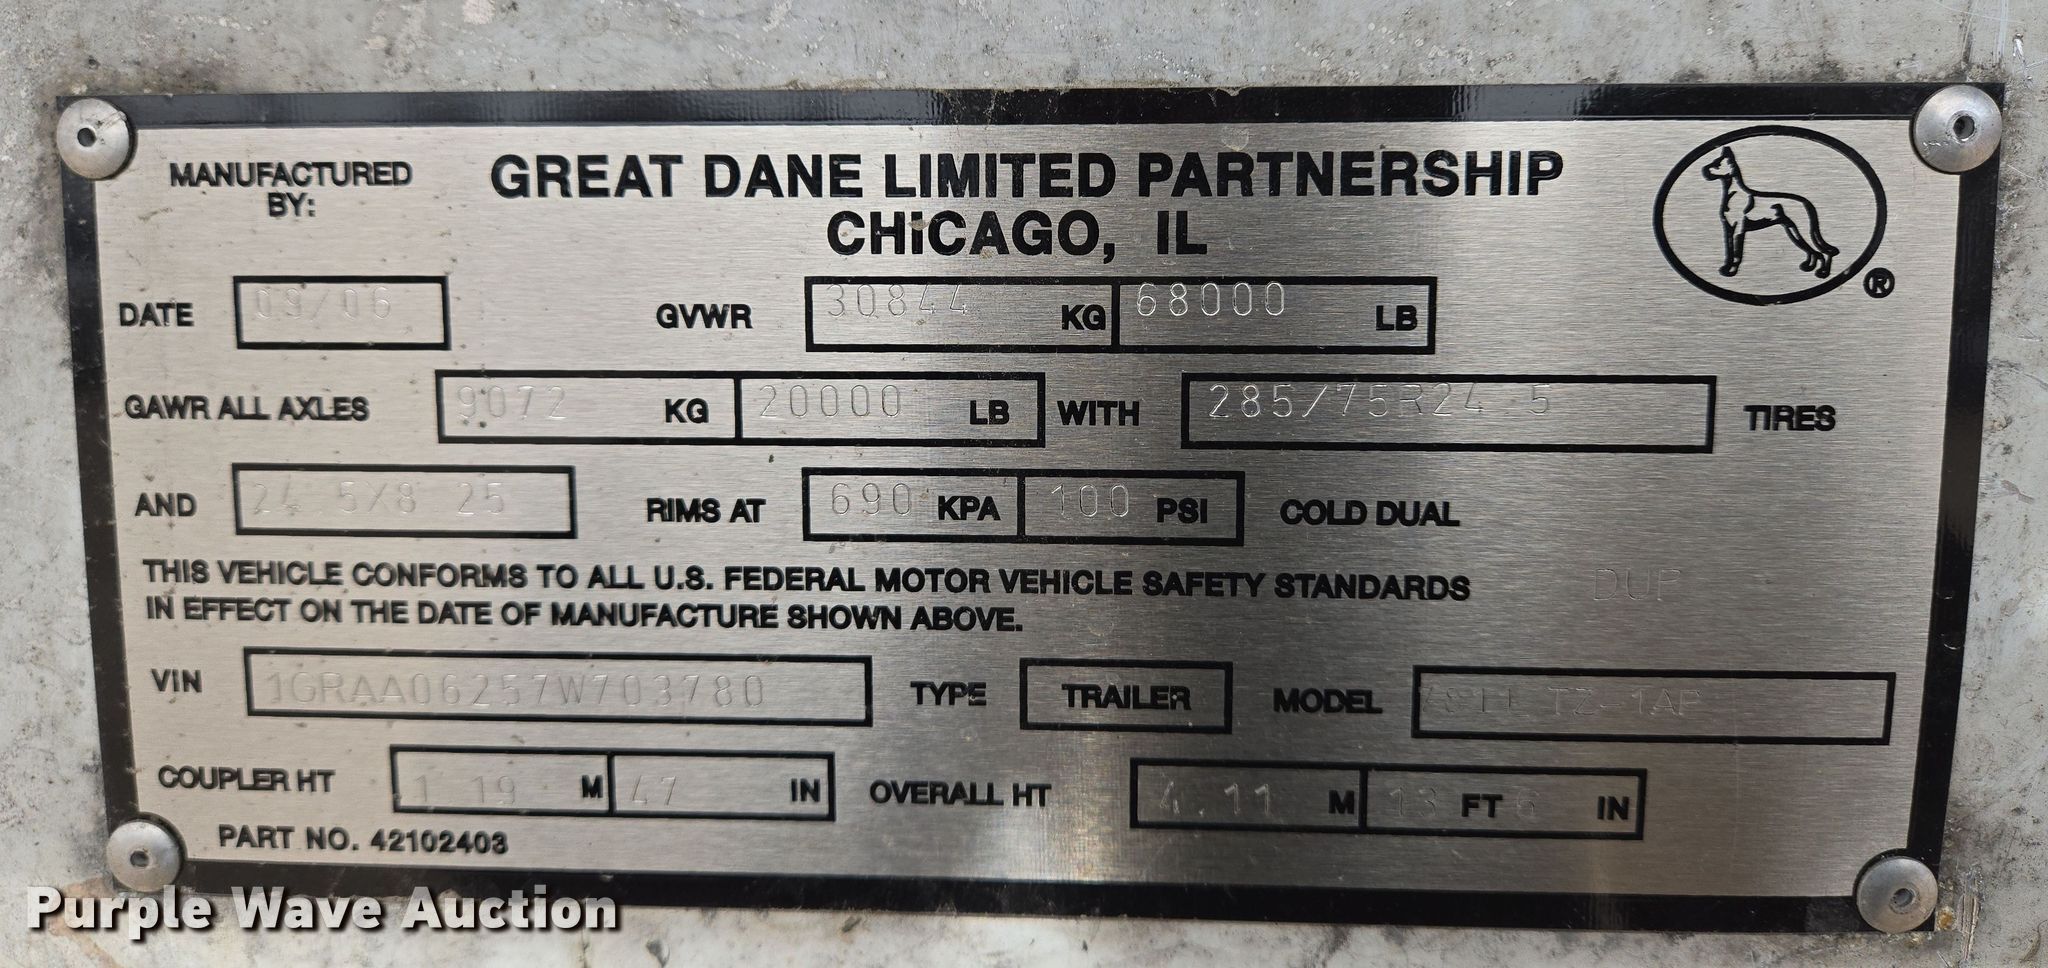 MANUFACTURED BY: GREAT DANE LIMITED PARTNERSHIP
CHiCAGO, IL
®
DATE 09/06 GVWR 30844 KG 68000 LB
GAWR ALL AXLES 9072 KG 20000 LB WITH 285/75R24 5 TIRES
AND 24 5X8 25 RIMS AT 690 KPA 100 PSI COLD DUAL
THIS VEHICLE CONFORMS TO ALL U.S. FEDERAL MOTOR VEHICLE SAFETY STANDARDS DUP
IN EFFECT ON THE DATE OF MANUFACTURE SHOWN ABOVE.
VIN 1GRAA06257W703780 TYPE TRAILER MODEL
COUPLER HT 1 19 M 47 IN OVERALL HT 4.11 M 13 FT 6 IN
PART NO. 42102403
Purple Wave Auction